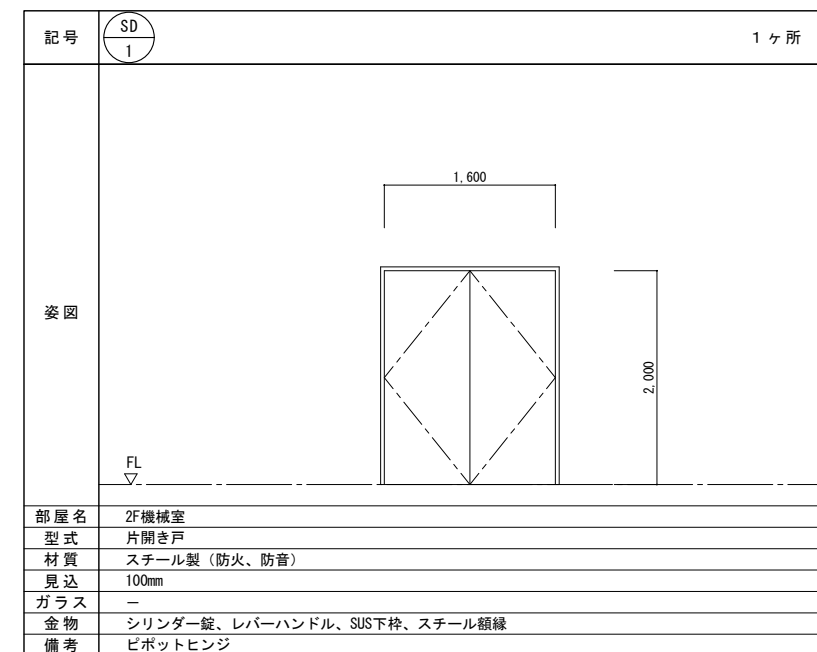 記号 SD 1 1ヶ所
1,600
姿図
2,000
FL
部屋名 2F機械室
型式 片開き戸
材質 スチール製（防火、防音）
見込 100mm
ガラス －
金物 シリンダー錠、レバーハンドル、SUS下枠、スチール額縁
備考 ピポットヒンジ